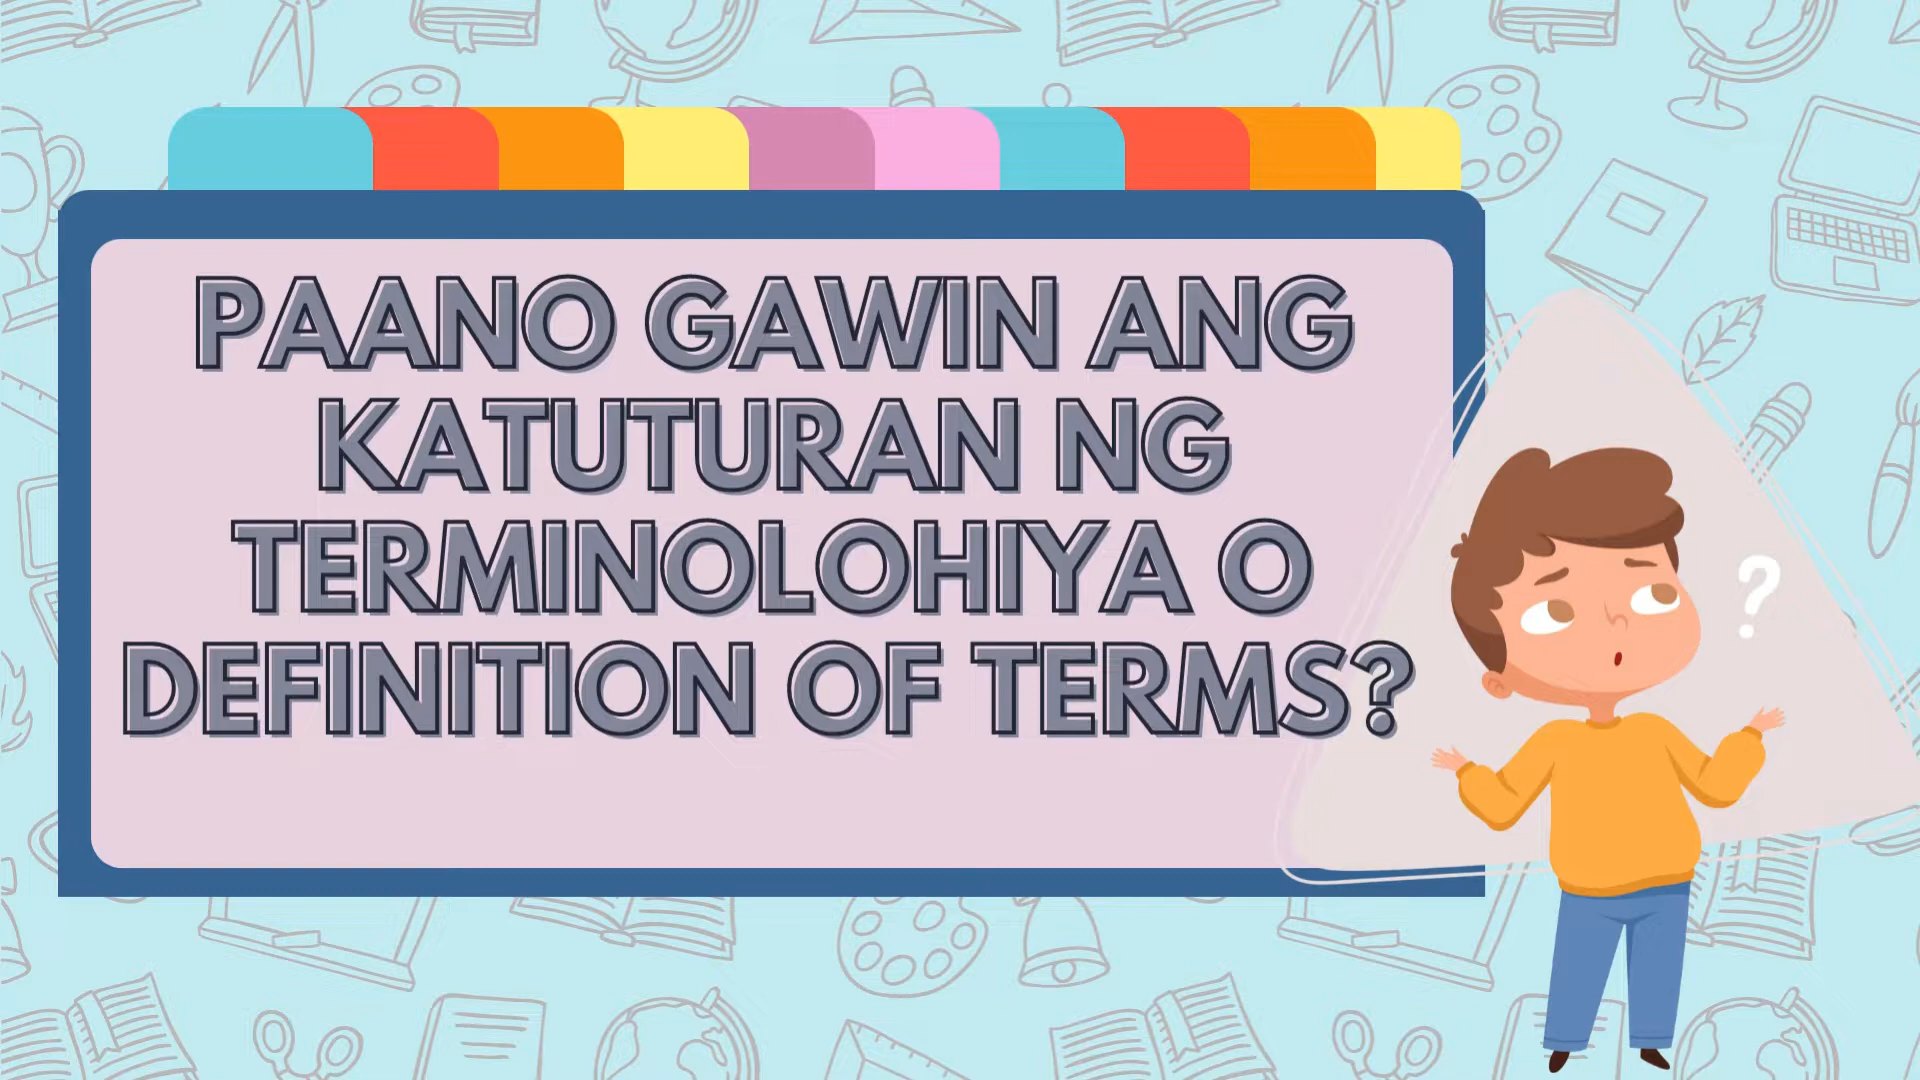 PAANO GAWIN ANG
KATUTURAN NG
TERMINOLOHIYA O
DEFINITION OF TERMS?
?